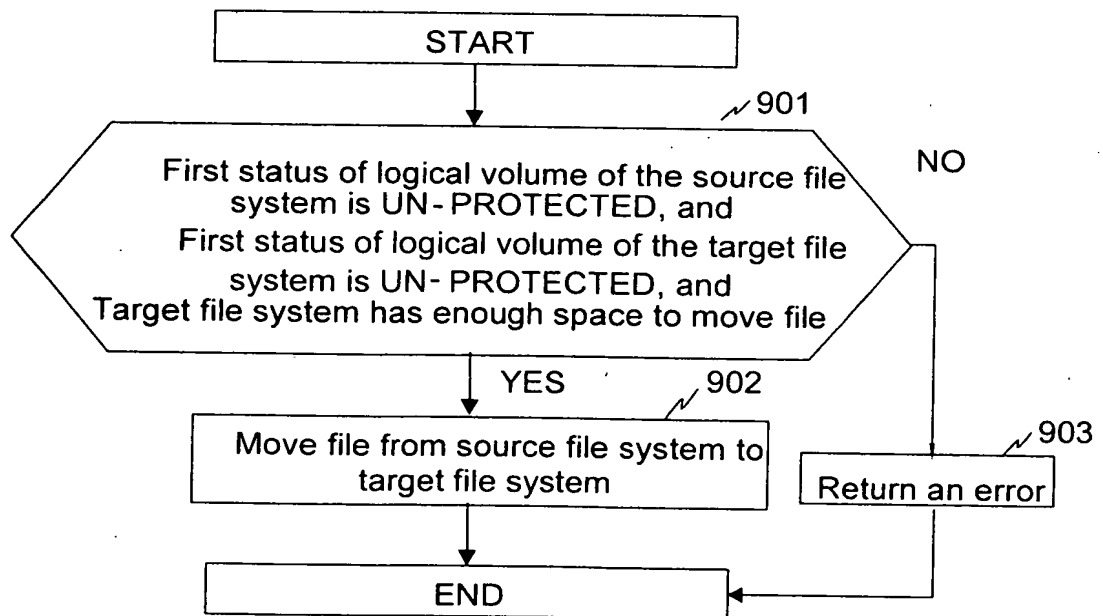 START
901
First status of logical volume of the source file
system is UN-PROTECTED, and
First status of logical volume of the target file
system is UN-PROTECTED, and
Target file system has enough space to move file
NO
YES
902
Move file from source file system to
target file system
903
Return an error
END